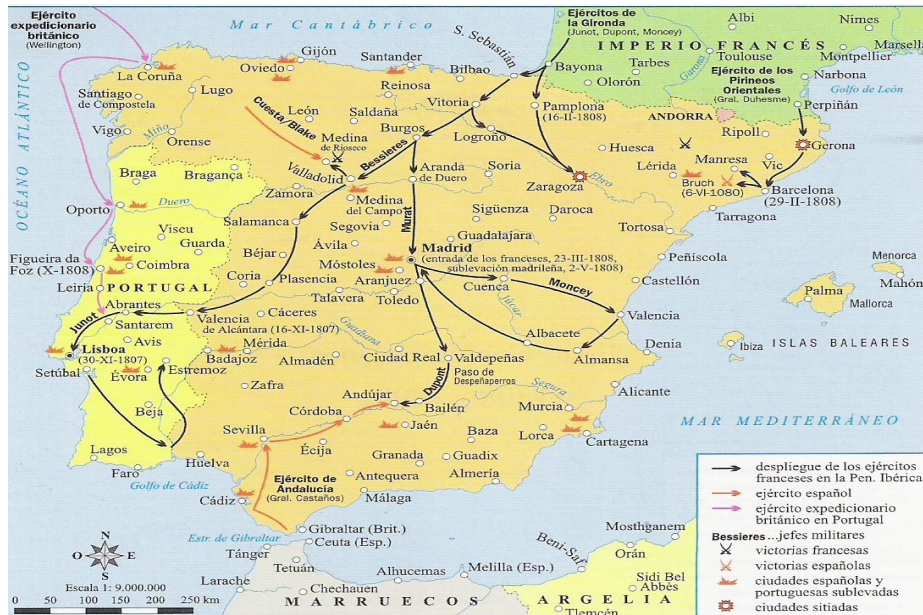 Mar Cantábrico
OCÉANO ATLÁNTICO
MAR MEDITERRÁNEO
Golfo de León
Golfo de Cádiz
Estr. de Gibraltar
Ejército
expedicionario
británico
(Wellington)
Ejércitos de
la Gironda
(Junot, Dupont, Moncey)
IMPERIO FRANCÉS
Ejército de los
Pirineos
Orientales
(Gral. Duhesme)
Garona
Albi
Nimes
Toulouse
Montpellier
Marsella
Tarbes
Olorón
Bayona
Narbona
Perpiñán
ANDORRA
S. Sebastián
La Coruña
Gijón
Oviedo
Santander
Bilbao
Santiago
de Compostela
Lugo
Reinosa
Vitoria
Pamplona
(16-II-1808)
Cuesta/Blake
León
Saldaña
Burgos
Logroño
Vigo
Miño
Orense
Medina
de Rioseco
Bessieres
Huesca
Ripoll
Gerona
Lérida
Manresa
Vic
Bruch
(6-VI-1080)
Barcelona
(29-II-1808)
Tarragona
Braga
Bragança
Valladolid
Zamora
Aranda
de Duero
Soria
Zaragoza
Ebro
Oporto
Duero
Medina
del Campo
Salamanca
Segovia
Murat
Sigüenza
Daroca
Tortosa
Viseu
Guarda
Aveiro
Coimbra
Béjar
Ávila
Guadalajara
Madrid
(entrada de los franceses, 23-III-1808,
sublevación madrileña, 2-V-1808)
Peñíscola
Figueira da
Foz (X-1808)
Leiría
PORTUGAL
Coria
Plasencia
Móstoles
Aranjuez
Talavera
Toledo
Cuenca
Moncey
Castellón
Menorca
Mahón
Palma
Mallorca
Ibiza
ISLAS BALEARES
Abrantes
Junot
Santarem
Valencia
de Alcántara (16-XI-1807)
Cáceres
Guadiana
Júcar
Albacete
Valencia
Lisboa
(30-XI-1807)
Avis
Mérida
Badajoz
Almadén
Ciudad Real
Valdepeñas
Almansa
Denia
Setúbal
Évora
Estremoz
Zafra
Paso de
Despeñaperros
Dupont
Segura
Alicante
Beja
Andújar
Bailén
Córdoba
Jaén
Murcia
Lorca
Cartagena
Sevilla
Écija
Baza
Lagos
Faro
Huelva
Granada
Guadix
Ejército de
Andalucía
(Gral. Castaños)
Antequera
Almería
Cádiz
Málaga
Gibraltar (Brit.)
Ceuta (Esp.)
Tánger
Tetuán
Larache
Chechauen
Alhucemas
Melilla (Esp.)
MARRUECOS
Beni-Saf
Mosthganem
Orán
Sidi Bel
Abbés
Tlemcén
ARGELIA
N
O
E
S
Escala 1: 9.000.000
0 50 100 150 200 250 km
despliegue de los ejércitos
franceses en la Pen. Ibérica
ejército español
ejército expedicionario
británico en Portugal
Bessieres ...jefes militares
victorias francesas
victorias españolas
ciudades españolas y
portuguesas sublevadas
ciudades sitiadas